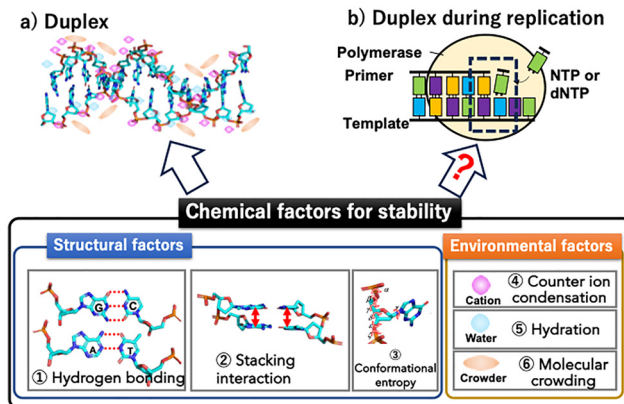 a) Duplex
b) Duplex during replication
Polymerase
Primer
NTP or
dNTP
Template
?
Chemical factors for stability
Structural factors
Environmental factors
G
C
A
T
① Hydrogen bonding
② Stacking
interaction
③
Conformational
entropy
Cation
④ Counter ion
condensation
Water
⑤ Hydration
Crowder
⑥ Molecular
crowding